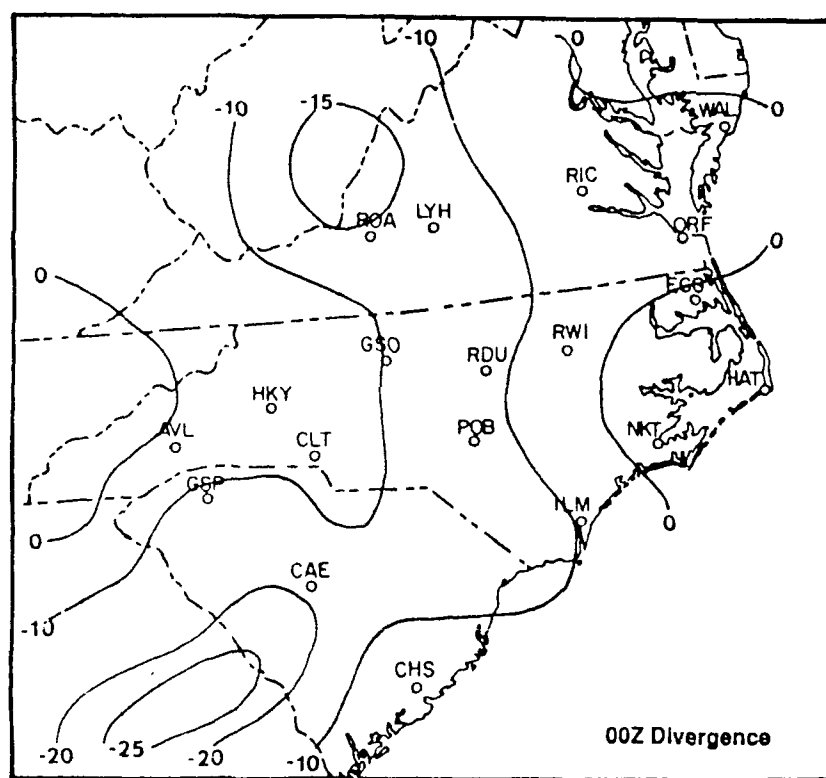 -10
0
-10
-15
0
WAL
RIC
LYH
ROA
ORF
0
0
EGO
GSO
RDU
RWI
HKY
HAT
AVL
CLT
POB
NKT
GSP
ILM
0
0
CAE
-10
CHS
-20
-25
-20
-10
00Z Divergence